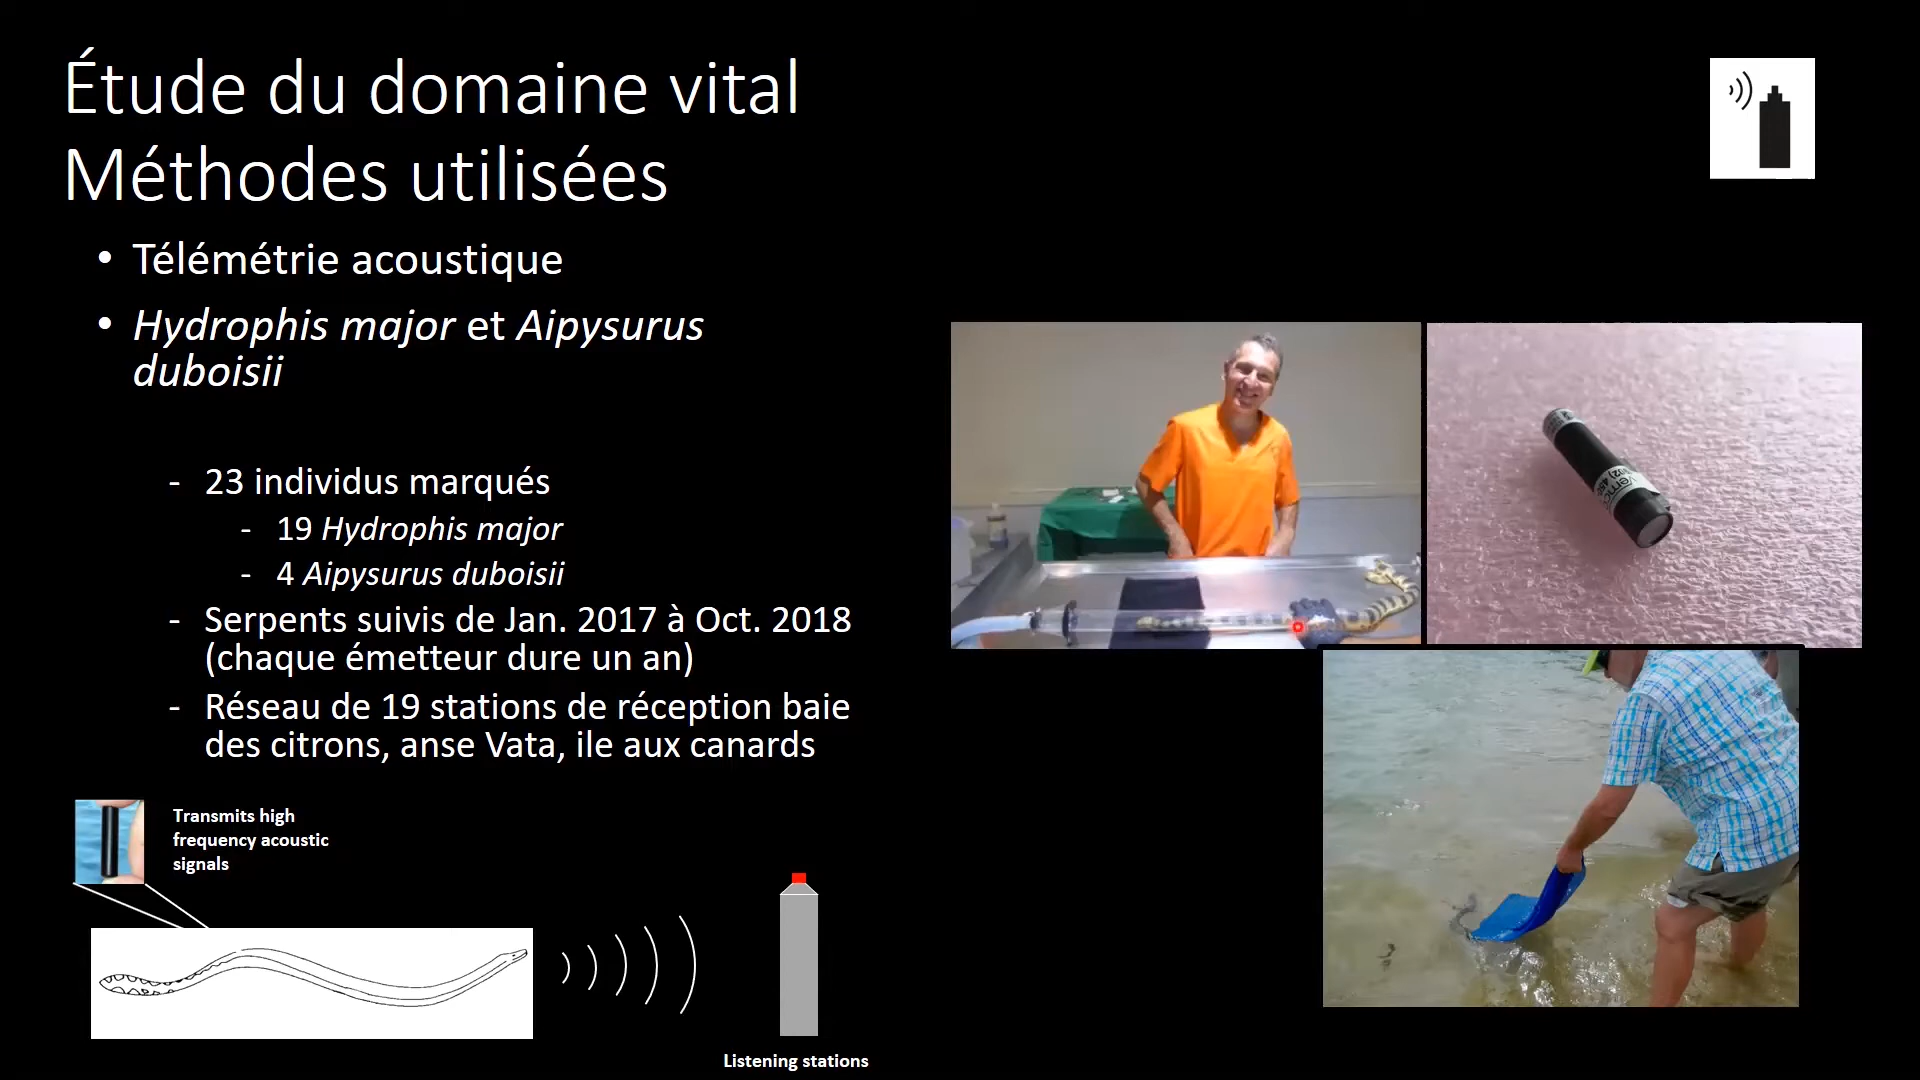 Étude du domaine vital
Méthodes utilisées
• Télémétrie acoustique
• Hydrophis major et Aipysurus
duboisii
- 23 individus marqués
- 19 Hydrophis major
- 4 Aipysurus duboisii
- Serpents suivis de Jan. 2017 à Oct. 2018
(chaque émetteur dure un an)
- Réseau de 19 stations de réception baie
des citrons, anse Vata, ile aux canards
Transmits high
frequency acoustic
signals
Listening stations